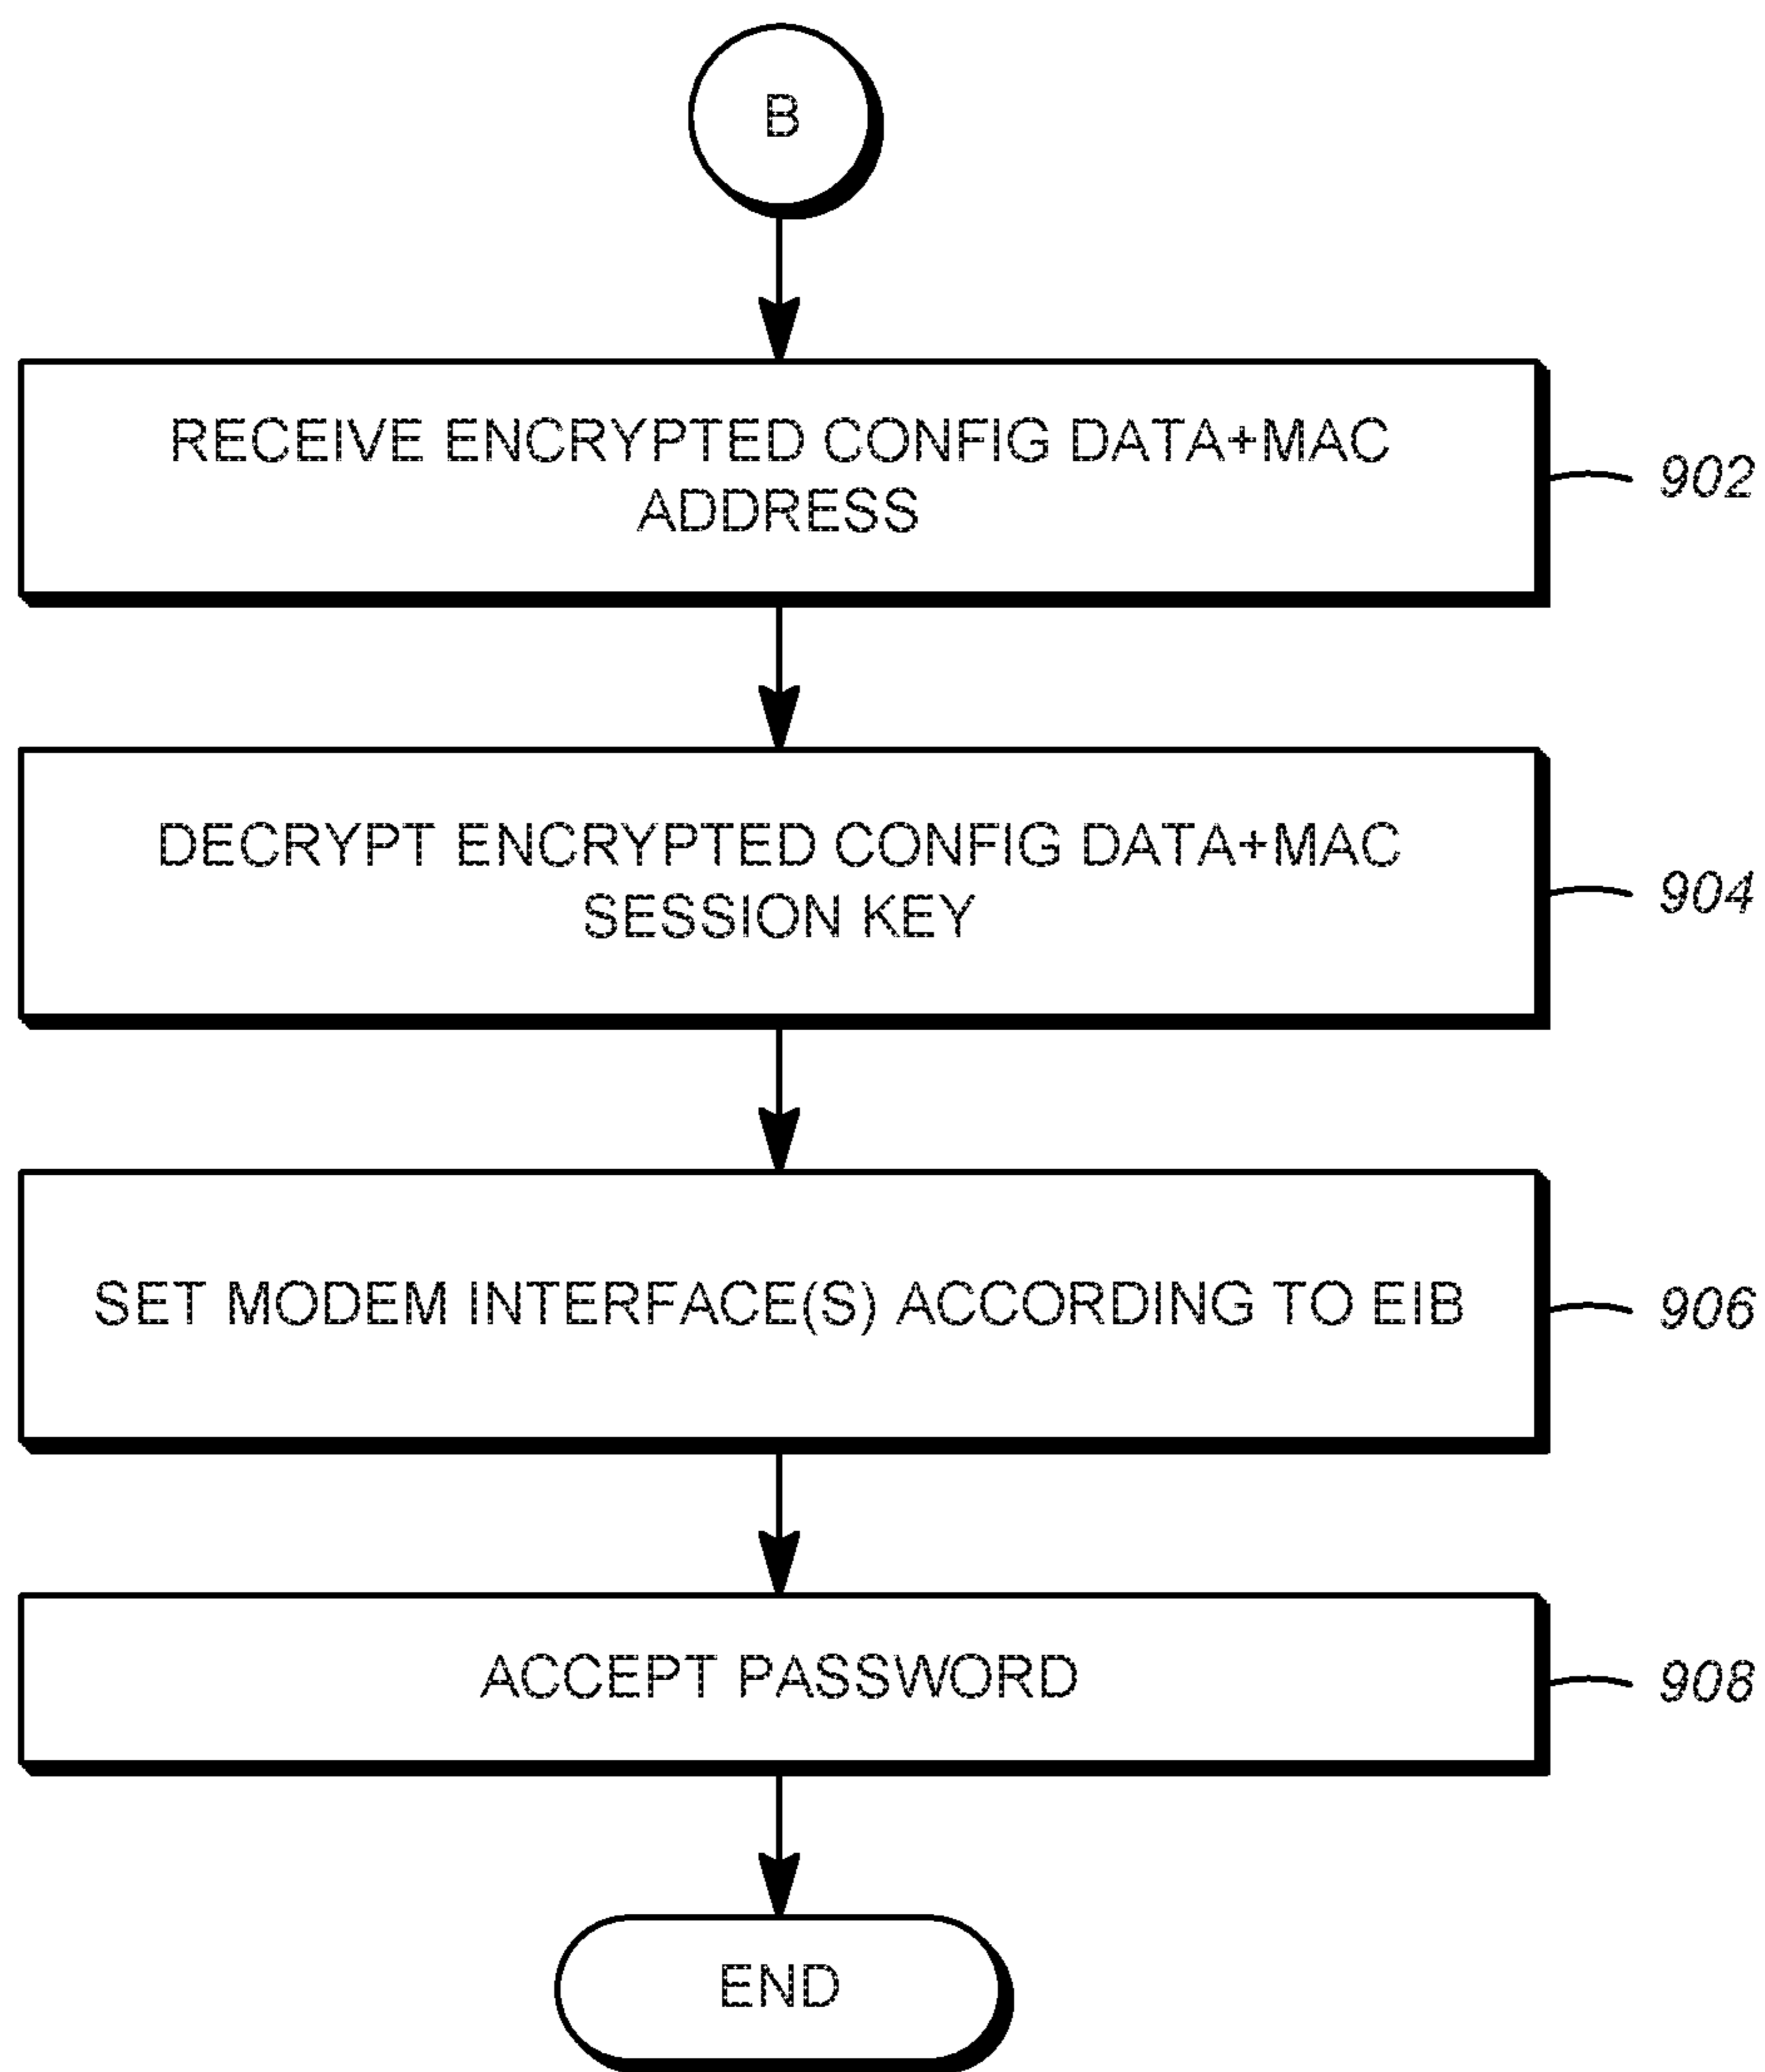 B
RECEIVE ENCRYPTED CONFIG DATA+MAC
ADDRESS
902
DECRYPT ENCRYPTED CONFIG DATA+MAC
SESSION KEY
904
SET MODEM INTERFACE(S) ACCORDING TO EIB
906
ACCEPT PASSWORD
908
END